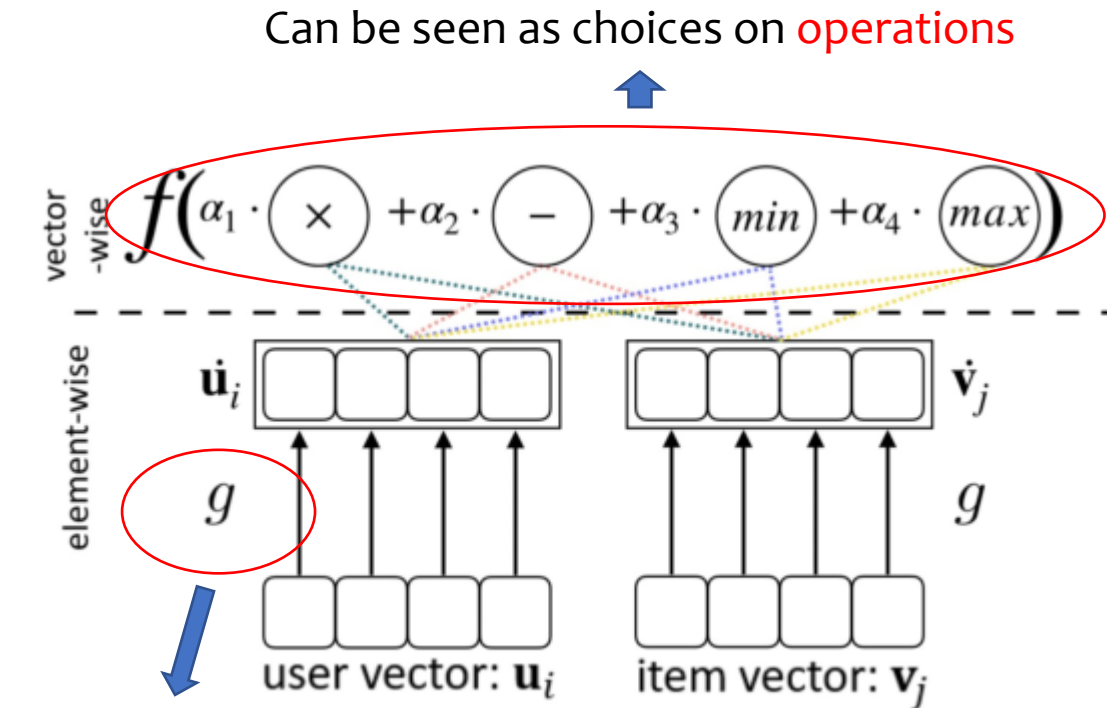 Can be seen as choices on operations
vector
-wise
f(α₁ · × +α₂ · − +α₃ · min +α₄ · max)
element-wise
u̇ᵢ
v̇ⱼ
g
g
user vector: uᵢ
item vector: vⱼ